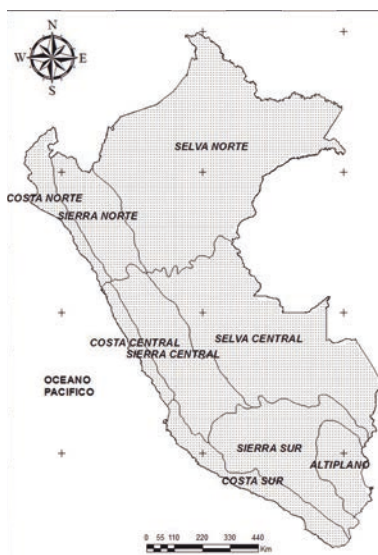 N
W E
S
SELVA NORTE
COSTA NORTE
SIERRA NORTE
COSTA CENTRAL
SIERRA CENTRAL
SELVA CENTRAL
OCEANO
PACIFICO
SIERRA SUR
ALTIPLANO
COSTA SUR
0 55 110 220 330 440
Km